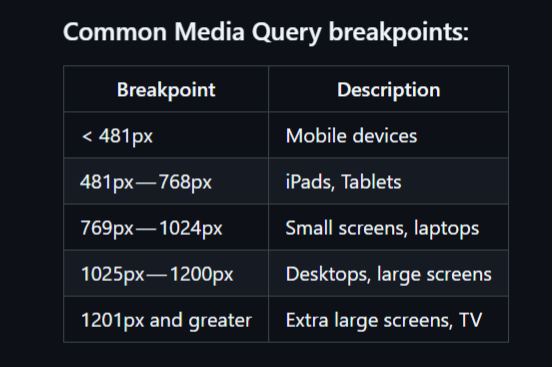 Common Media Query breakpoints:
Breakpoint Description
< 481px Mobile devices
481px—768px iPads, Tablets
769px—1024px Small screens, laptops
1025px—1200px Desktops, large screens
1201px and greater Extra large screens, TV